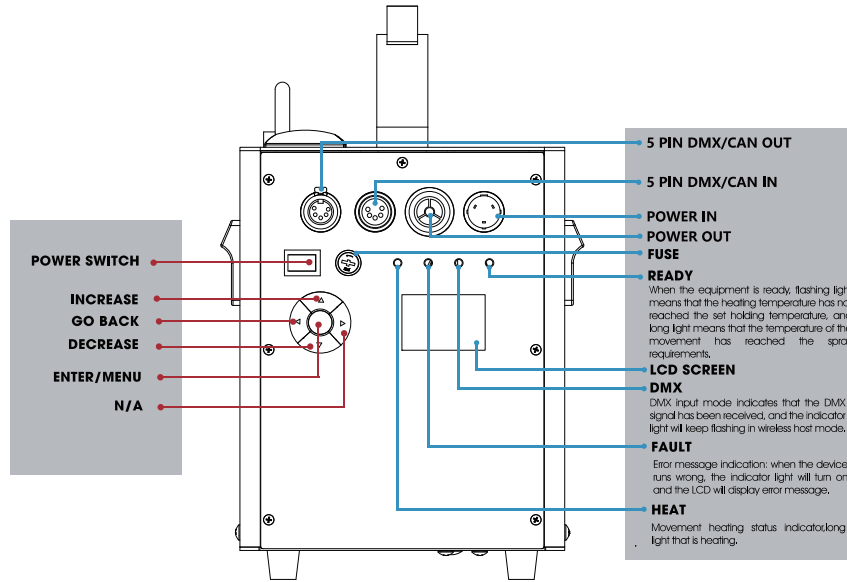 5 PIN DMX/CAN OUT
5 PIN DMX/CAN IN
POWER IN
POWER OUT
FUSE
READY
When the equipment is ready, flashing light
means that the heating temperature has no
reached the set holding temperature, and
long light means that the temperature of the
movement has reached the spra
requirements.
LCD SCREEN
DMX
DMX input mode indicates that the DMX
signal has been received, and the indicator
light will keep flashing in wireless host mode.
FAULT
Error message indication: when the device
runs wrong, the indicator light will turn on
and the LCD will display error message.
HEAT
Movement heating status indicator,long
light that is heating.
POWER SWITCH
INCREASE
GO BACK
DECREASE
ENTER/MENU
N/A